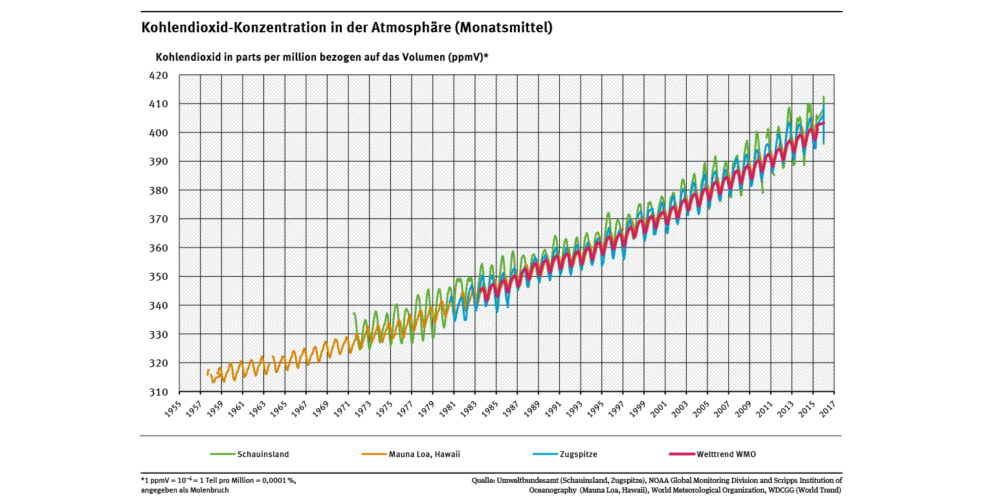 Kohlendioxid-Konzentration in der Atmosphäre (Monatsmittel)
Kohlendioxid in parts per million bezogen auf das Volumen (ppmV)*
420
410
400
390
380
370
360
350
340
330
320
310
1955 1957 1959 1961 1963 1965 1967 1969 1971 1973 1975 1977 1979 1981 1983 1985 1987 1989 1991 1993 1995 1997 1999 2001 2003 2005 2007 2009 2011 2013 2015 2017
Schauinsland Mauna Loa, Hawaii Zugspitze Welttrend WMO
*1 ppmV = 10⁻⁶ = 1 Teil pro Million = 0,0001 %,
angegeben als Molenbruch
Quelle: Umweltbundesamt (Schauinsland, Zugspitze), NOAA Global Monitoring Division and Scripps Institution of
Oceanography (Mauna Loa, Hawaii), World Meteorological Organization, WDCGG (World Trend)